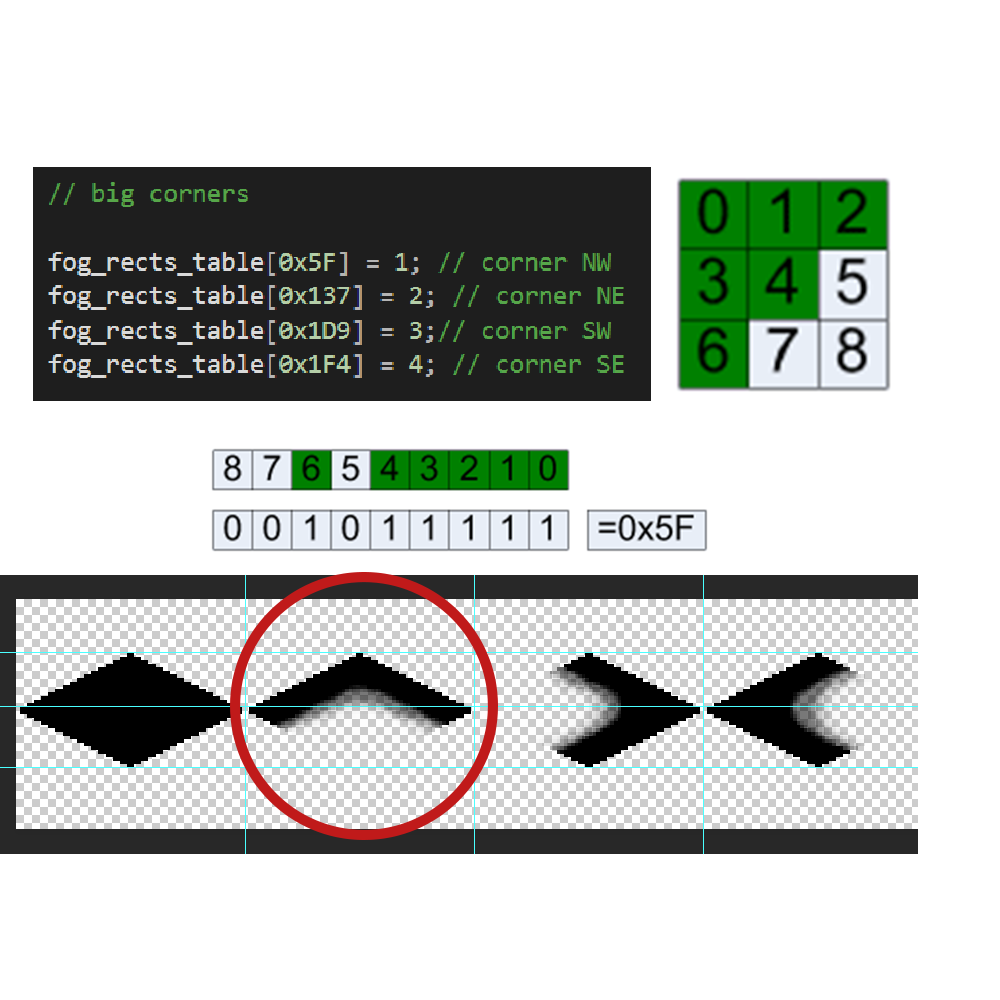 // big corners
fog_rects_table[0x5F] = 1; // corner NW
fog_rects_table[0x137] = 2; // corner NE
fog_rects_table[0x1D9] = 3;// corner SW
fog_rects_table[0x1F4] = 4; // corner SE
0 1 2
3 4 5
6 7 8
8 7 6 5 4 3 2 1 0
0 0 1 0 1 1 1 1 1 =0x5F